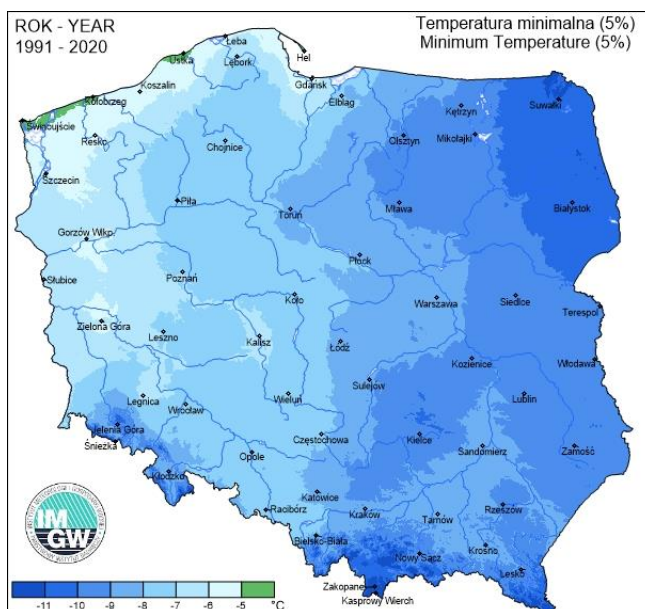 ROK - YEAR
1991 - 2020
Temperatura minimalna (5%)
Minimum Temperature (5%)
Łeba
Hel
Ustka
Lębork
Gdańsk
Koszalin
Kołobrzeg
Elbląg
Kętrzyn
Suwałki
Świnoujście
Resko
Chojnice
Olsztyn
Mikołajki
Szczecin
Piła
Toruń
Mława
Białystok
Gorzów Wlkp.
Płock
Słubice
Poznań
Koło
Warszawa
Siedlce
Terespol
Zielona Góra
Leszno
Kalisz
Łódź
Kozienice
Włodawa
Sulejów
Legnica
Wrocław
Wieluń
Lublin
Jelenia Góra
Śnieżka
Częstochowa
Kielce
Sandomierz
Zamość
Opole
Kłodzko
Katowice
Racibórz
Kraków
Tarnów
Rzeszów
Bielsko-Biała
Nowy Sącz
Krosno
Lesko
Zakopane
Kasprowy Wierch
IM
GW
-11 -10 -9 -8 -7 -6 -5 °C